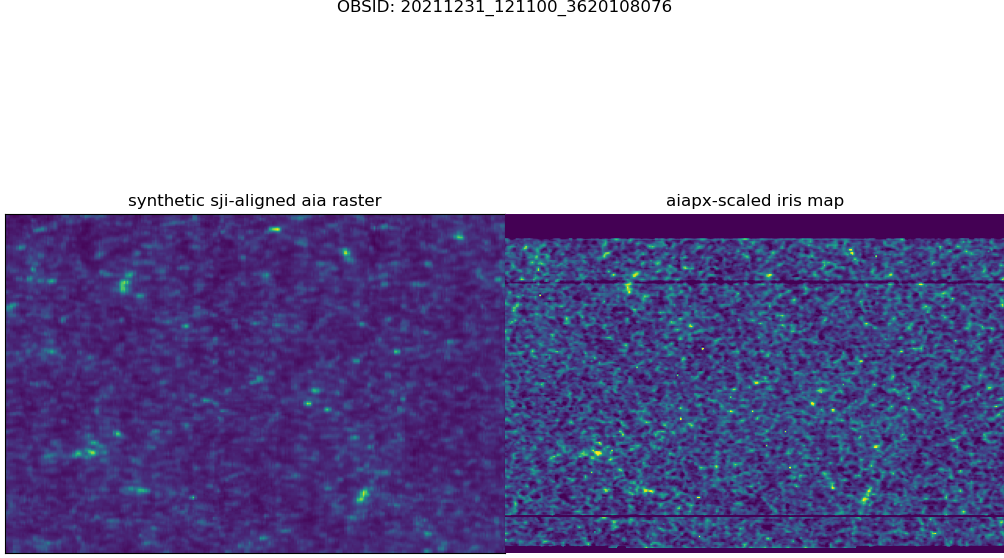 OBSID: 20211231_121100_3620108076
synthetic sji-aligned aia raster
aiapx-scaled iris map